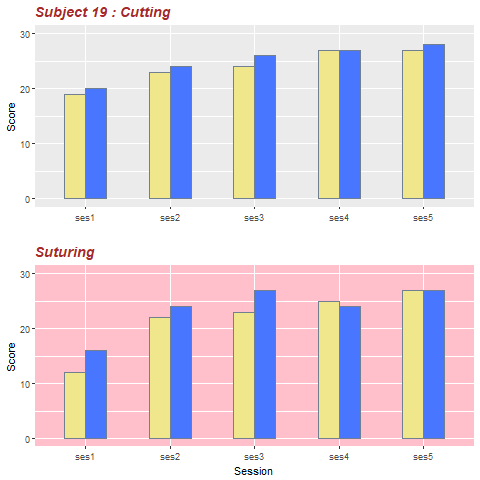 Subject 19 : Cutting
30
20
10
0
Score
ses1 ses2 ses3 ses4 ses5
Suturing
30
20
10
0
Score
ses1 ses2 ses3 ses4 ses5
Session